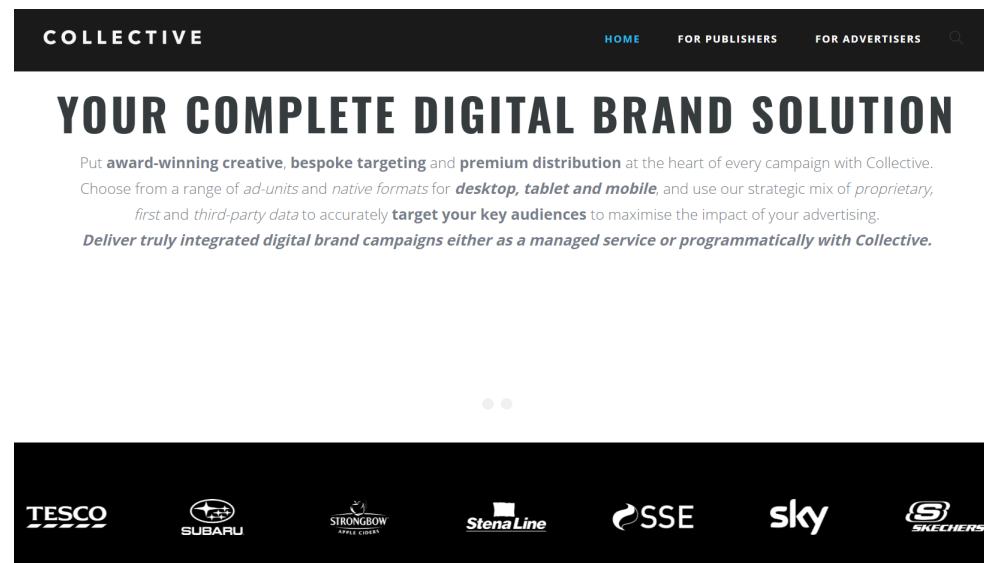 COLLECTIVE
HOME FOR PUBLISHERS FOR ADVERTISERS
YOUR COMPLETE DIGITAL BRAND SOLUTION
Put award-winning creative, bespoke targeting and premium distribution at the heart of every campaign with Collective.
Choose from a range of ad-units and native formats for desktop, tablet and mobile, and use our strategic mix of proprietary,
first and third-party data to accurately target your key audiences to maximise the impact of your advertising.
Deliver truly integrated digital brand campaigns either as a managed service or programmatically with Collective.
TESCO
SUBARU
STRONGBOW
APPLE CIDERS
Stena Line
SSE
sky
SKECHERS